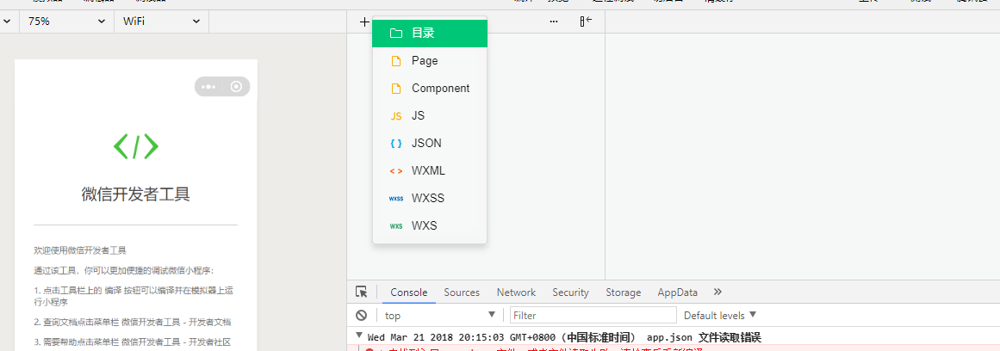 75%
WiFi
目录
Page
Component
JS
JSON
WXML
WXSS
WXS
微信开发者工具
欢迎使用微信开发者工具
通过该工具，你可以更加便捷的调试微信小程序：
1. 点击工具栏上的 编译 按钮可以编译并在模拟器上运
行小程序
2. 查询文档点击菜单栏 微信开发者工具 - 开发者文档
3. 需要帮助点击菜单栏 微信开发者工具 - 开发者社区
Console Sources Network Security Storage AppData
top Filter Default levels
Wed Mar 21 2018 20:15:03 GMT+0800 (中国标准时间) app.json 文件读取错误